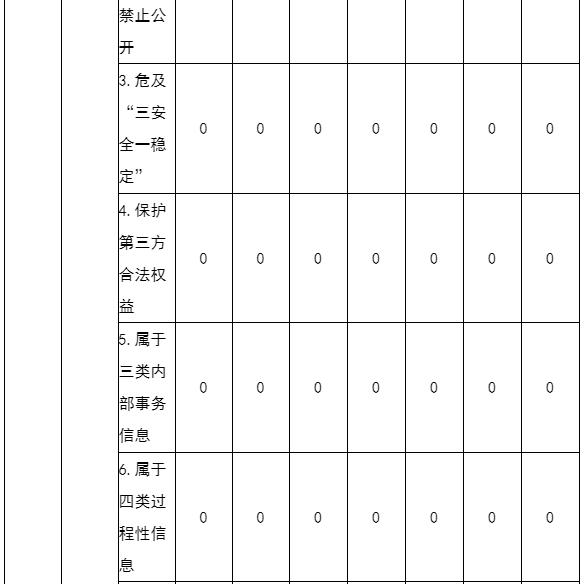 禁止公
开
3. 危及
“三安
全一稳
定”
0 0 0 0 0 0 0
4. 保护
第三方
合法权
益
0 0 0 0 0 0 0
5. 属于
三类内
部事务
信息
0 0 0 0 0 0 0
6. 属于
四类过
程性信
息
0 0 0 0 0 0 0